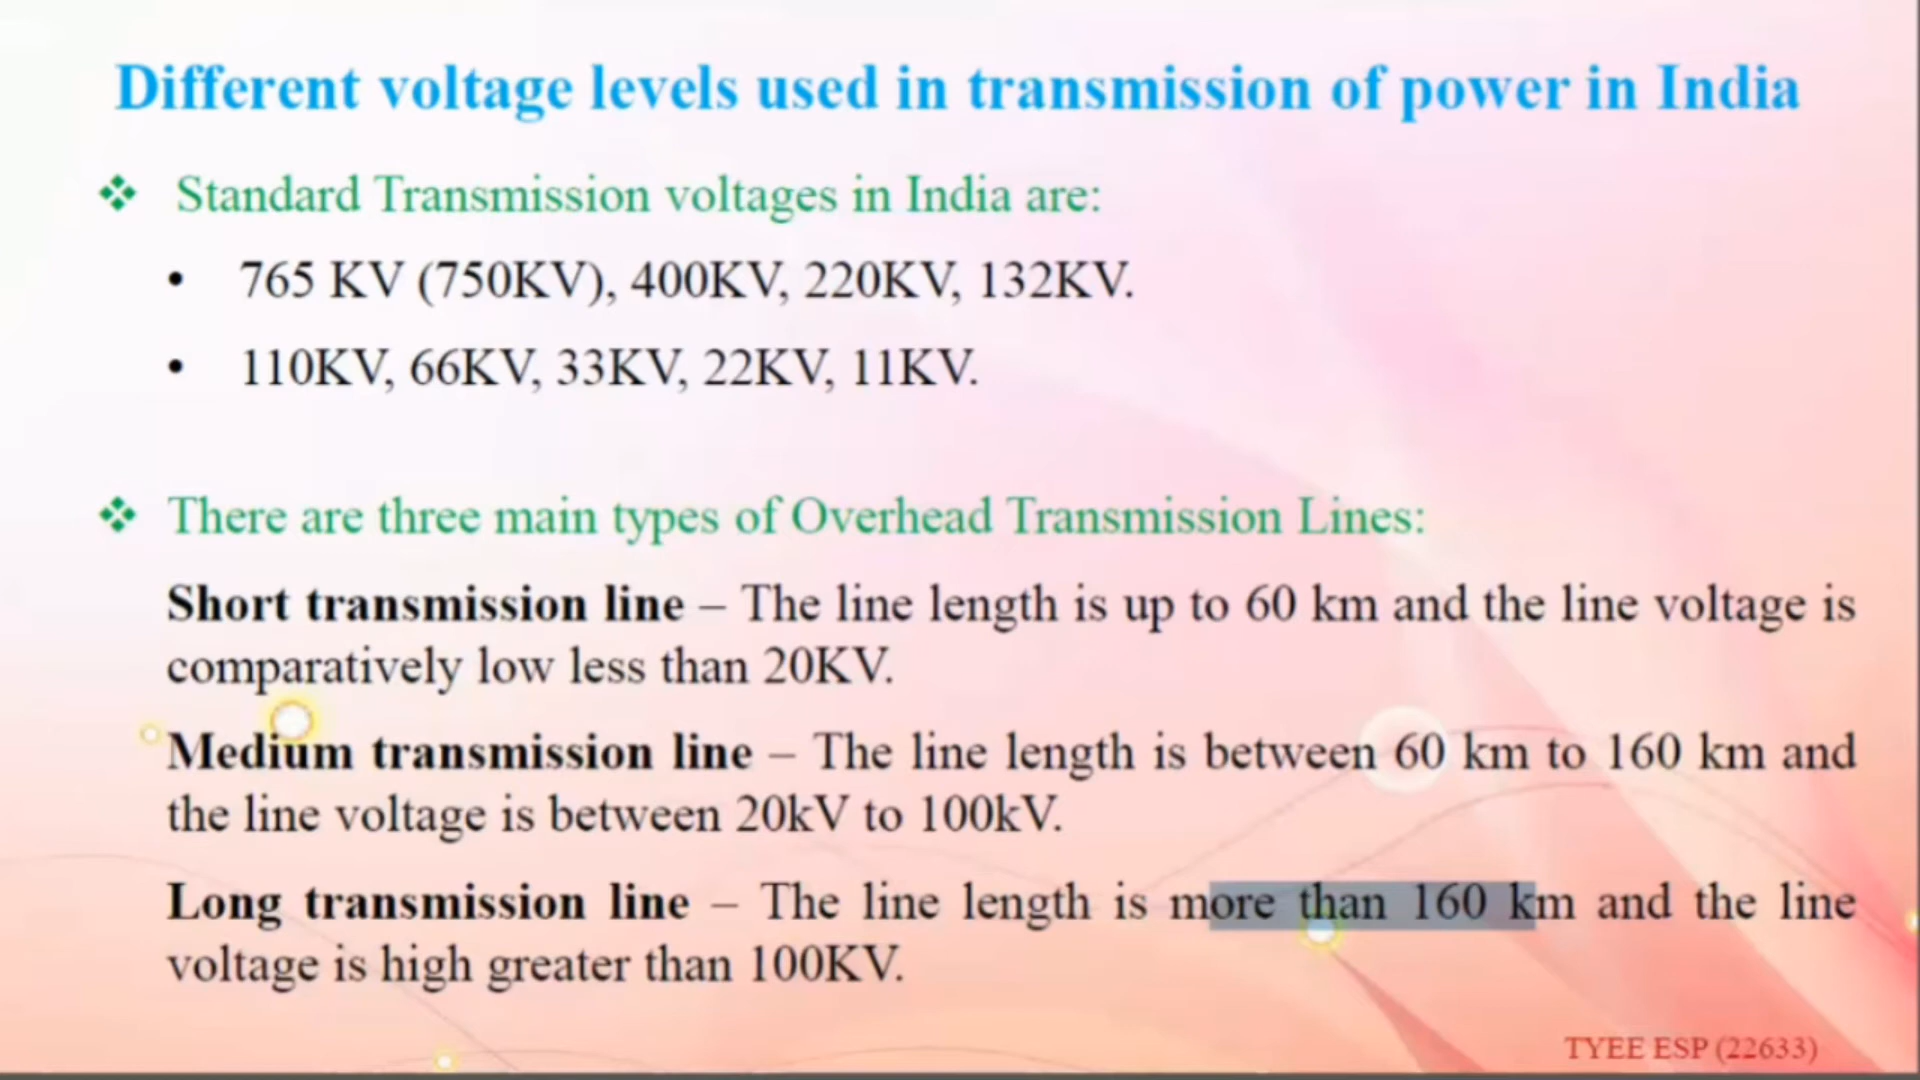 Different voltage levels used in transmission of power in India
❖ Standard Transmission voltages in India are:
• 765 KV (750KV), 400KV, 220KV, 132KV.
• 110KV, 66KV, 33KV, 22KV, 11KV.
❖ There are three main types of Overhead Transmission Lines:
Short transmission line – The line length is up to 60 km and the line voltage is
comparatively low less than 20KV.
Medium transmission line – The line length is between 60 km to 160 km and
the line voltage is between 20kV to 100kV.
Long transmission line – The line length is more than 160 km and the line
voltage is high greater than 100KV.
TYEE ESP (22633)